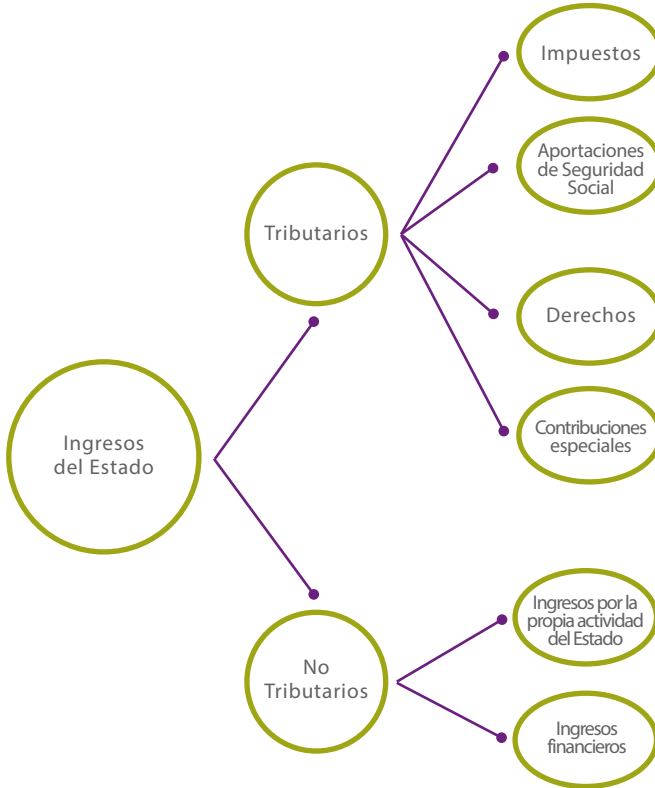 Impuestos
Aportaciones
de Seguridad
Social
Tributarios
Derechos
Contribuciones
especiales
Ingresos
del Estado
Ingresos por la
propia actividad
del Estado
No
Tributarios
Ingresos
financieros